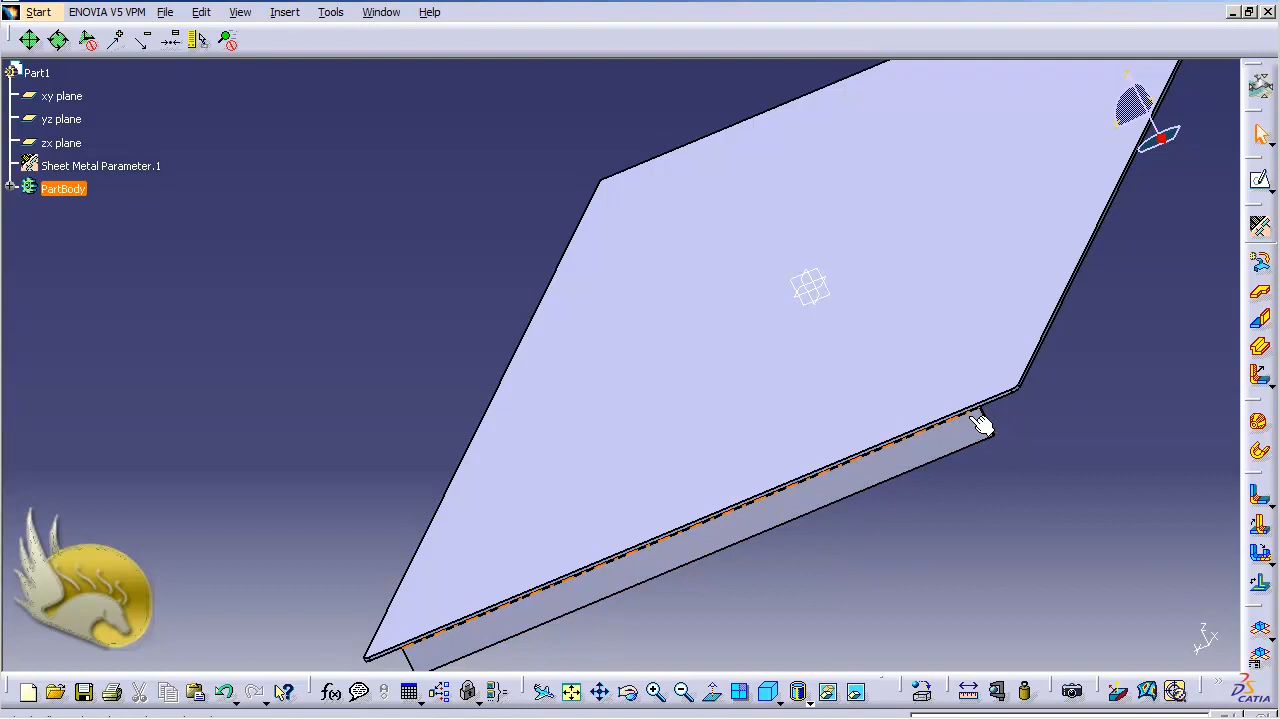 Start ENOVIA V5 VPM File Edit View Insert Tools Window Help
Part1
xy plane
yz plane
zx plane
Sheet Metal Parameter.1
PartBody
z
x
y
f(x)
CATIA